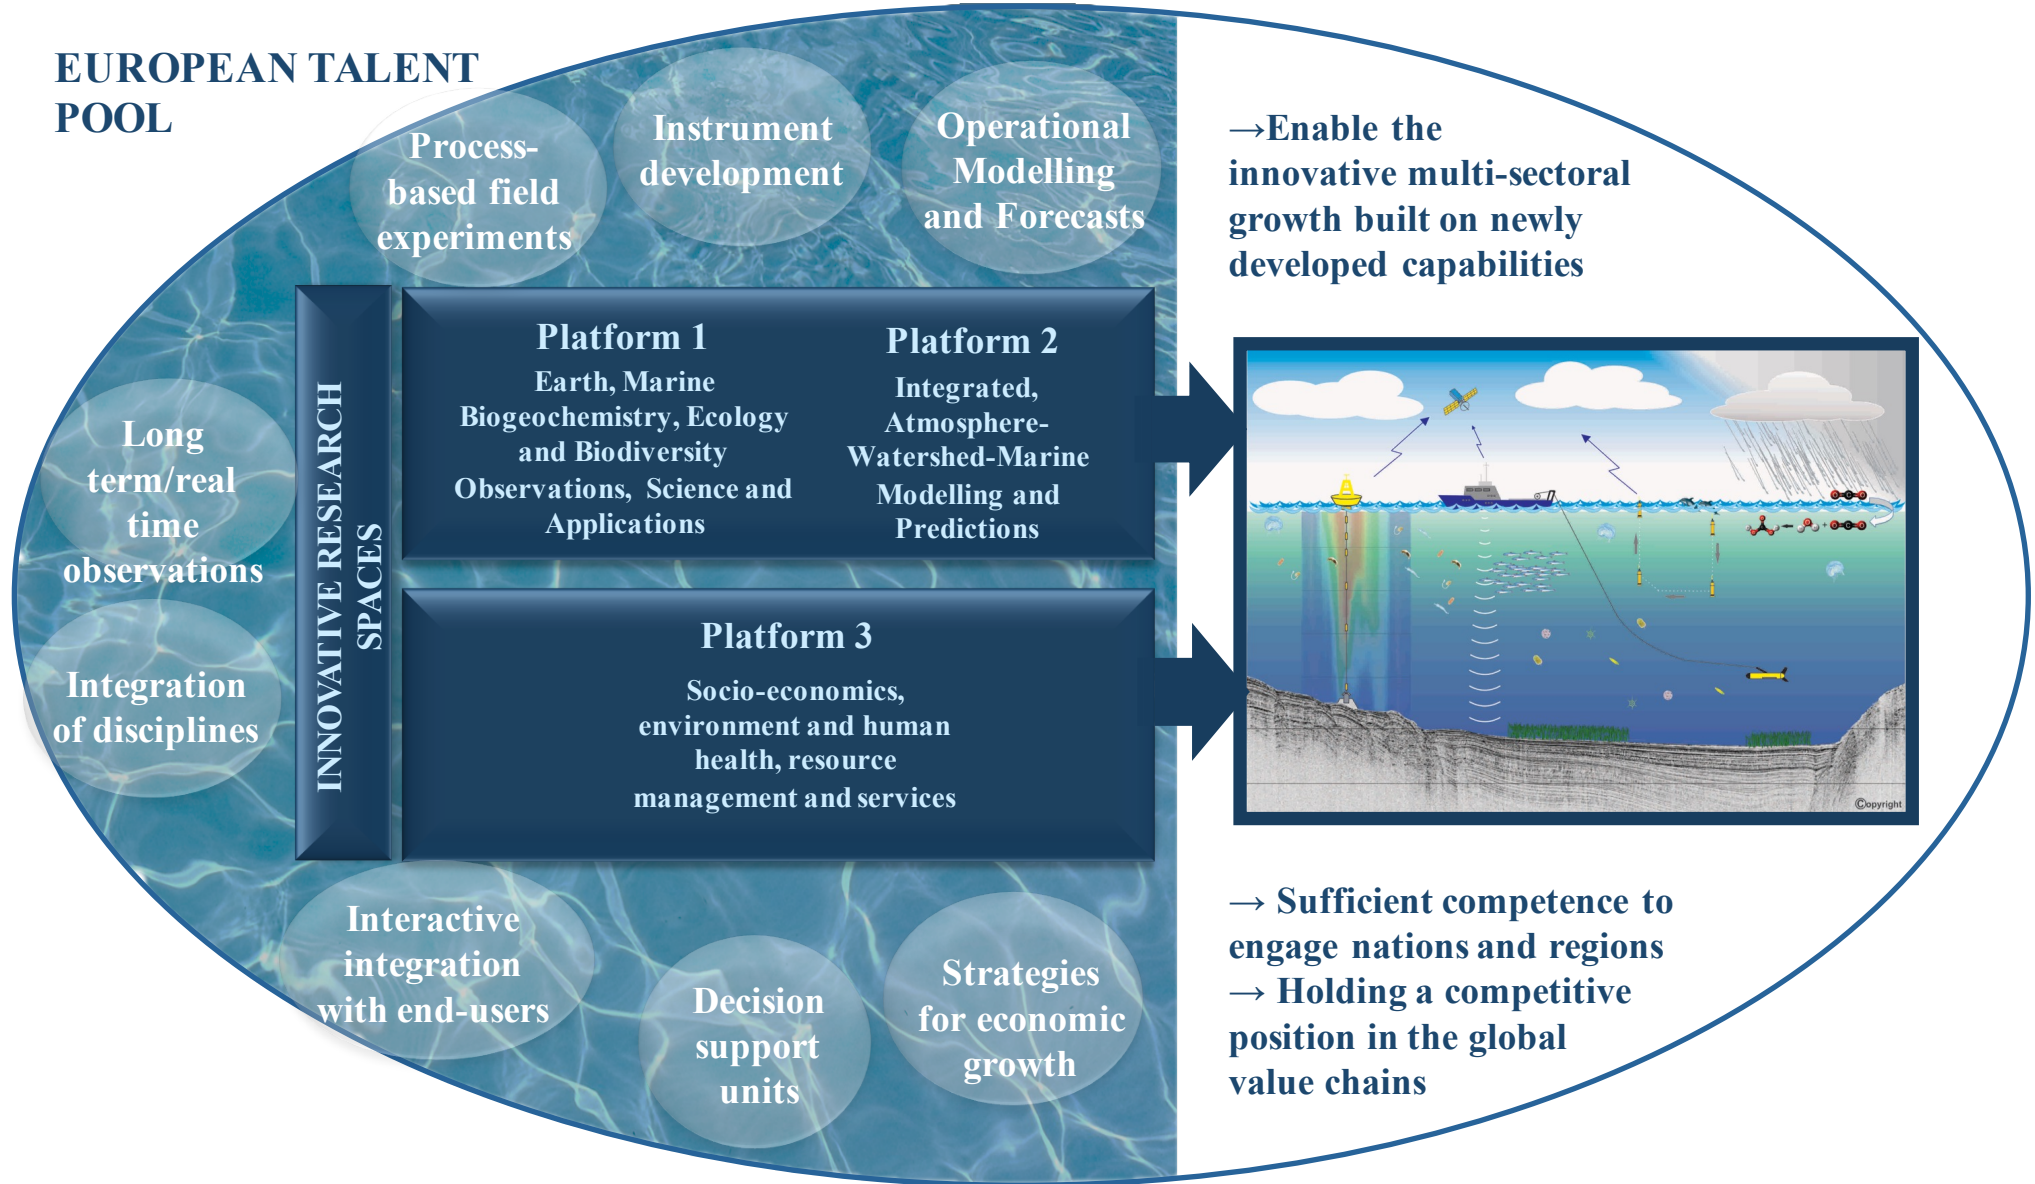 EUROPEAN TALENT
POOL
Process-
based field
experiments
Instrument
development
Operational
Modelling
and Forecasts
→Enable the
innovative multi-sectoral
growth built on newly
developed capabilities
Long
term/real
time
observations
Integration
of disciplines
INNOVATIVE RESEARCH
SPACES
Platform 1
Earth, Marine
Biogeochemistry, Ecology
and Biodiversity
Observations, Science and
Applications
Platform 2
Integrated,
Atmosphere-
Watershed-Marine
Modelling and
Predictions
Platform 3
Socio-economics,
environment and human
health, resource
management and services
©opyright
Interactive
integration
with end-users
Decision
support
units
Strategies
for economic
growth
→ Sufficient competence to
engage nations and regions
→ Holding a competitive
position in the global
value chains